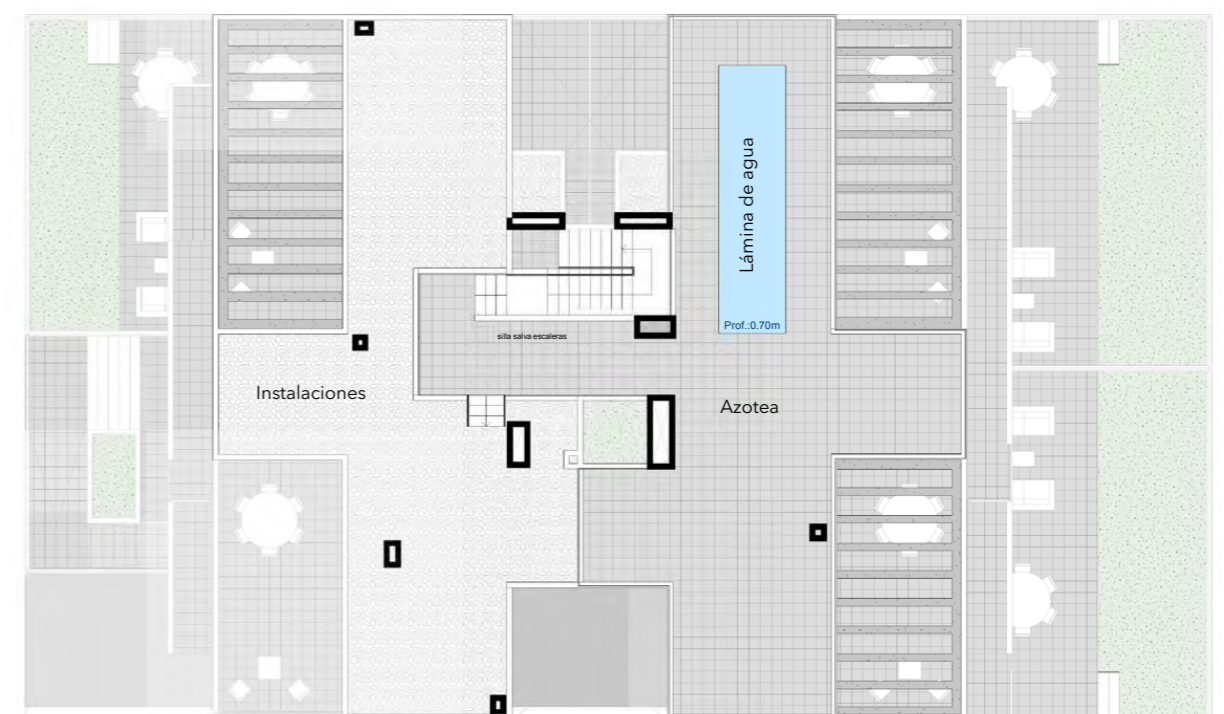 Lámina de agua
Prof.:0.70m
silla salva escaleras
Instalaciones
Azotea